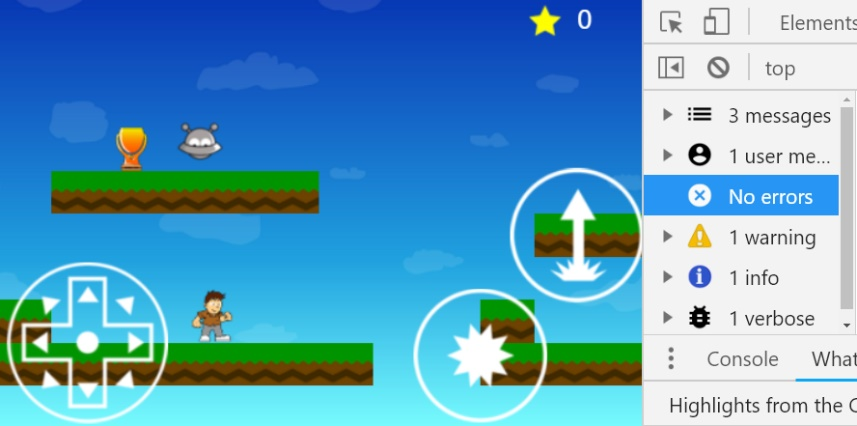 0
Elements
top
3 messages
1 user me...
No errors
1 warning
1 info
1 verbose
Console
What
Highlights from the C